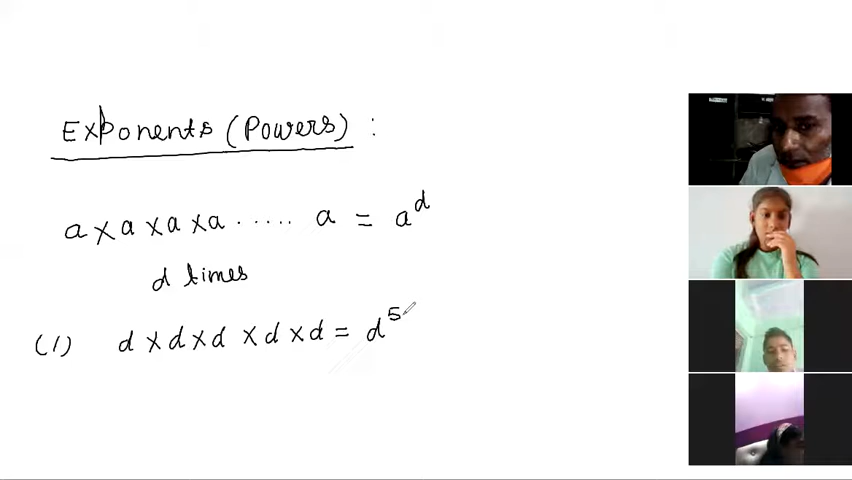 Exponents (Powers) :
a × a × a × a ..... a = a^d
d times
(1) d × d × d × d × d = d^5